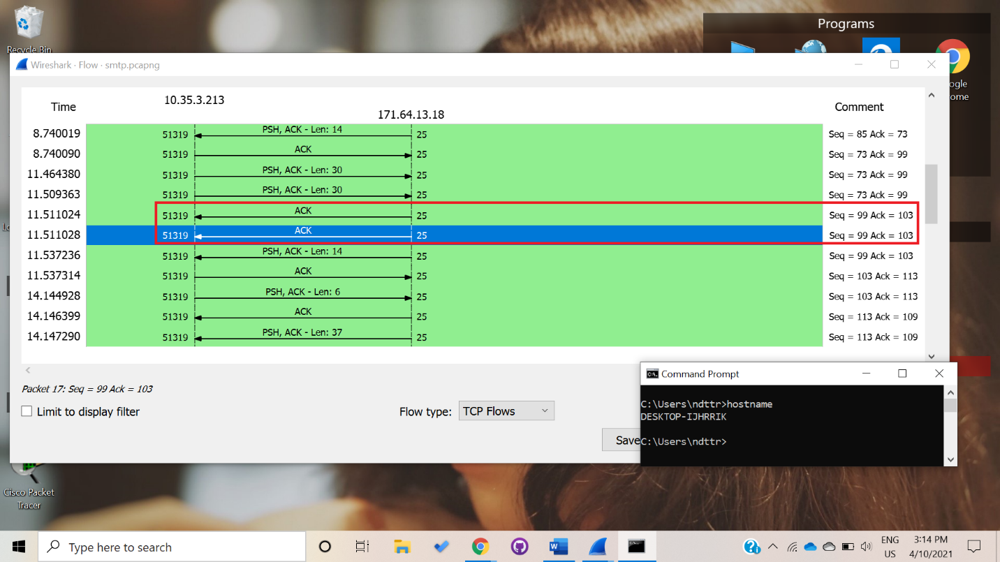 Recycle Bin
Programs
ogle
ome
Wireshark · Flow · smtp.pcapng
10.35.3.213
Time
171.64.13.18
Comment
8.740019 51319 PSH, ACK - Len: 14 25 Seq = 85 Ack = 73
8.740090 51319 ACK 25 Seq = 73 Ack = 99
11.464380 51319 PSH, ACK - Len: 30 25 Seq = 73 Ack = 99
11.509363 51319 PSH, ACK - Len: 30 25 Seq = 73 Ack = 99
11.511024 51319 ACK 25 Seq = 99 Ack = 103
11.511028 51319 ACK 25 Seq = 99 Ack = 103
11.537236 51319 PSH, ACK - Len: 14 25 Seq = 99 Ack = 103
11.537314 51319 ACK 25 Seq = 103 Ack = 113
14.144928 51319 PSH, ACK - Len: 6 25 Seq = 103 Ack = 113
14.146399 51319 ACK 25 Seq = 113 Ack = 109
14.147290 51319 PSH, ACK - Len: 37 25 Seq = 113 Ack = 109
Packet 17: Seq = 99 Ack = 103
Limit to display filter
Flow type: TCP Flows
Save
Command Prompt
C:\Users\ndttr>hostname
DESKTOP-IJHRRIK
C:\Users\ndttr>
Cisco Packet
Tracer
Type here to search
ENG
US
3:14 PM
4/10/2021